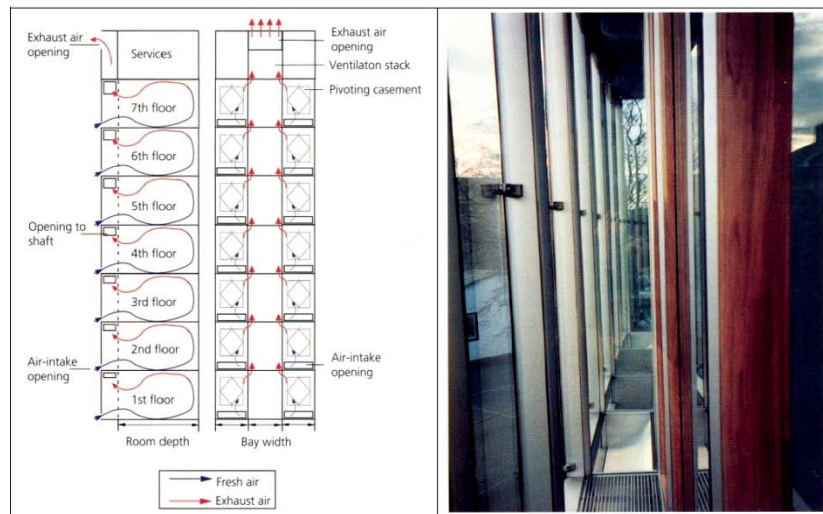 Exhaust air
opening
Services
7th floor
6th floor
5th floor
Opening to
shaft
4th floor
3rd floor
2nd floor
Air-intake
opening
1st floor
Room depth
Exhaust air
opening
Ventilaton stack
Pivoting casement
Air-intake
opening
Bay width
Fresh air
Exhaust air